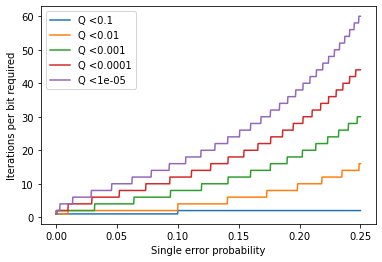 60
50
40
30
20
10
0
Iterations per bit required
Q <0.1
Q <0.01
Q <0.001
Q <0.0001
Q <1e-05
0.00 0.05 0.10 0.15 0.20 0.25
Single error probability